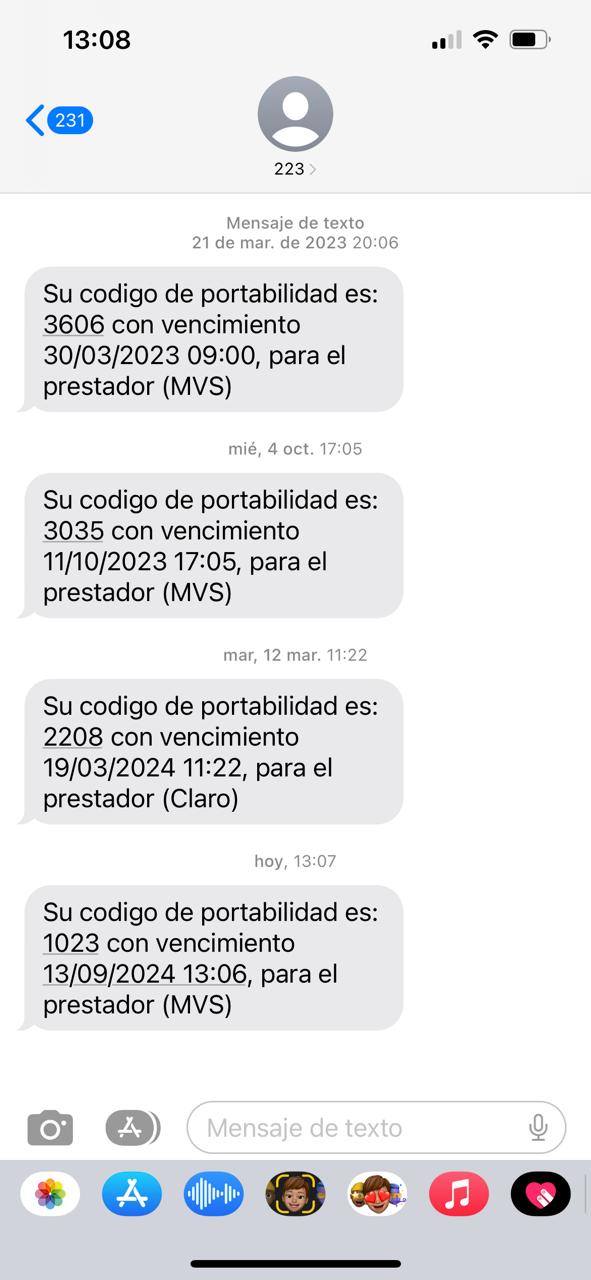 13:08
231
223
Mensaje de texto
21 de mar. de 2023 20:06
Su codigo de portabilidad es:
3606 con vencimiento
30/03/2023 09:00, para el
prestador (MVS)
mié, 4 oct. 17:05
Su codigo de portabilidad es:
3035 con vencimiento
11/10/2023 17:05, para el
prestador (MVS)
mar, 12 mar. 11:22
Su codigo de portabilidad es:
2208 con vencimiento
19/03/2024 11:22, para el
prestador (Claro)
hoy, 13:07
Su codigo de portabilidad es:
1023 con vencimiento
13/09/2024 13:06, para el
prestador (MVS)
Mensaje de texto